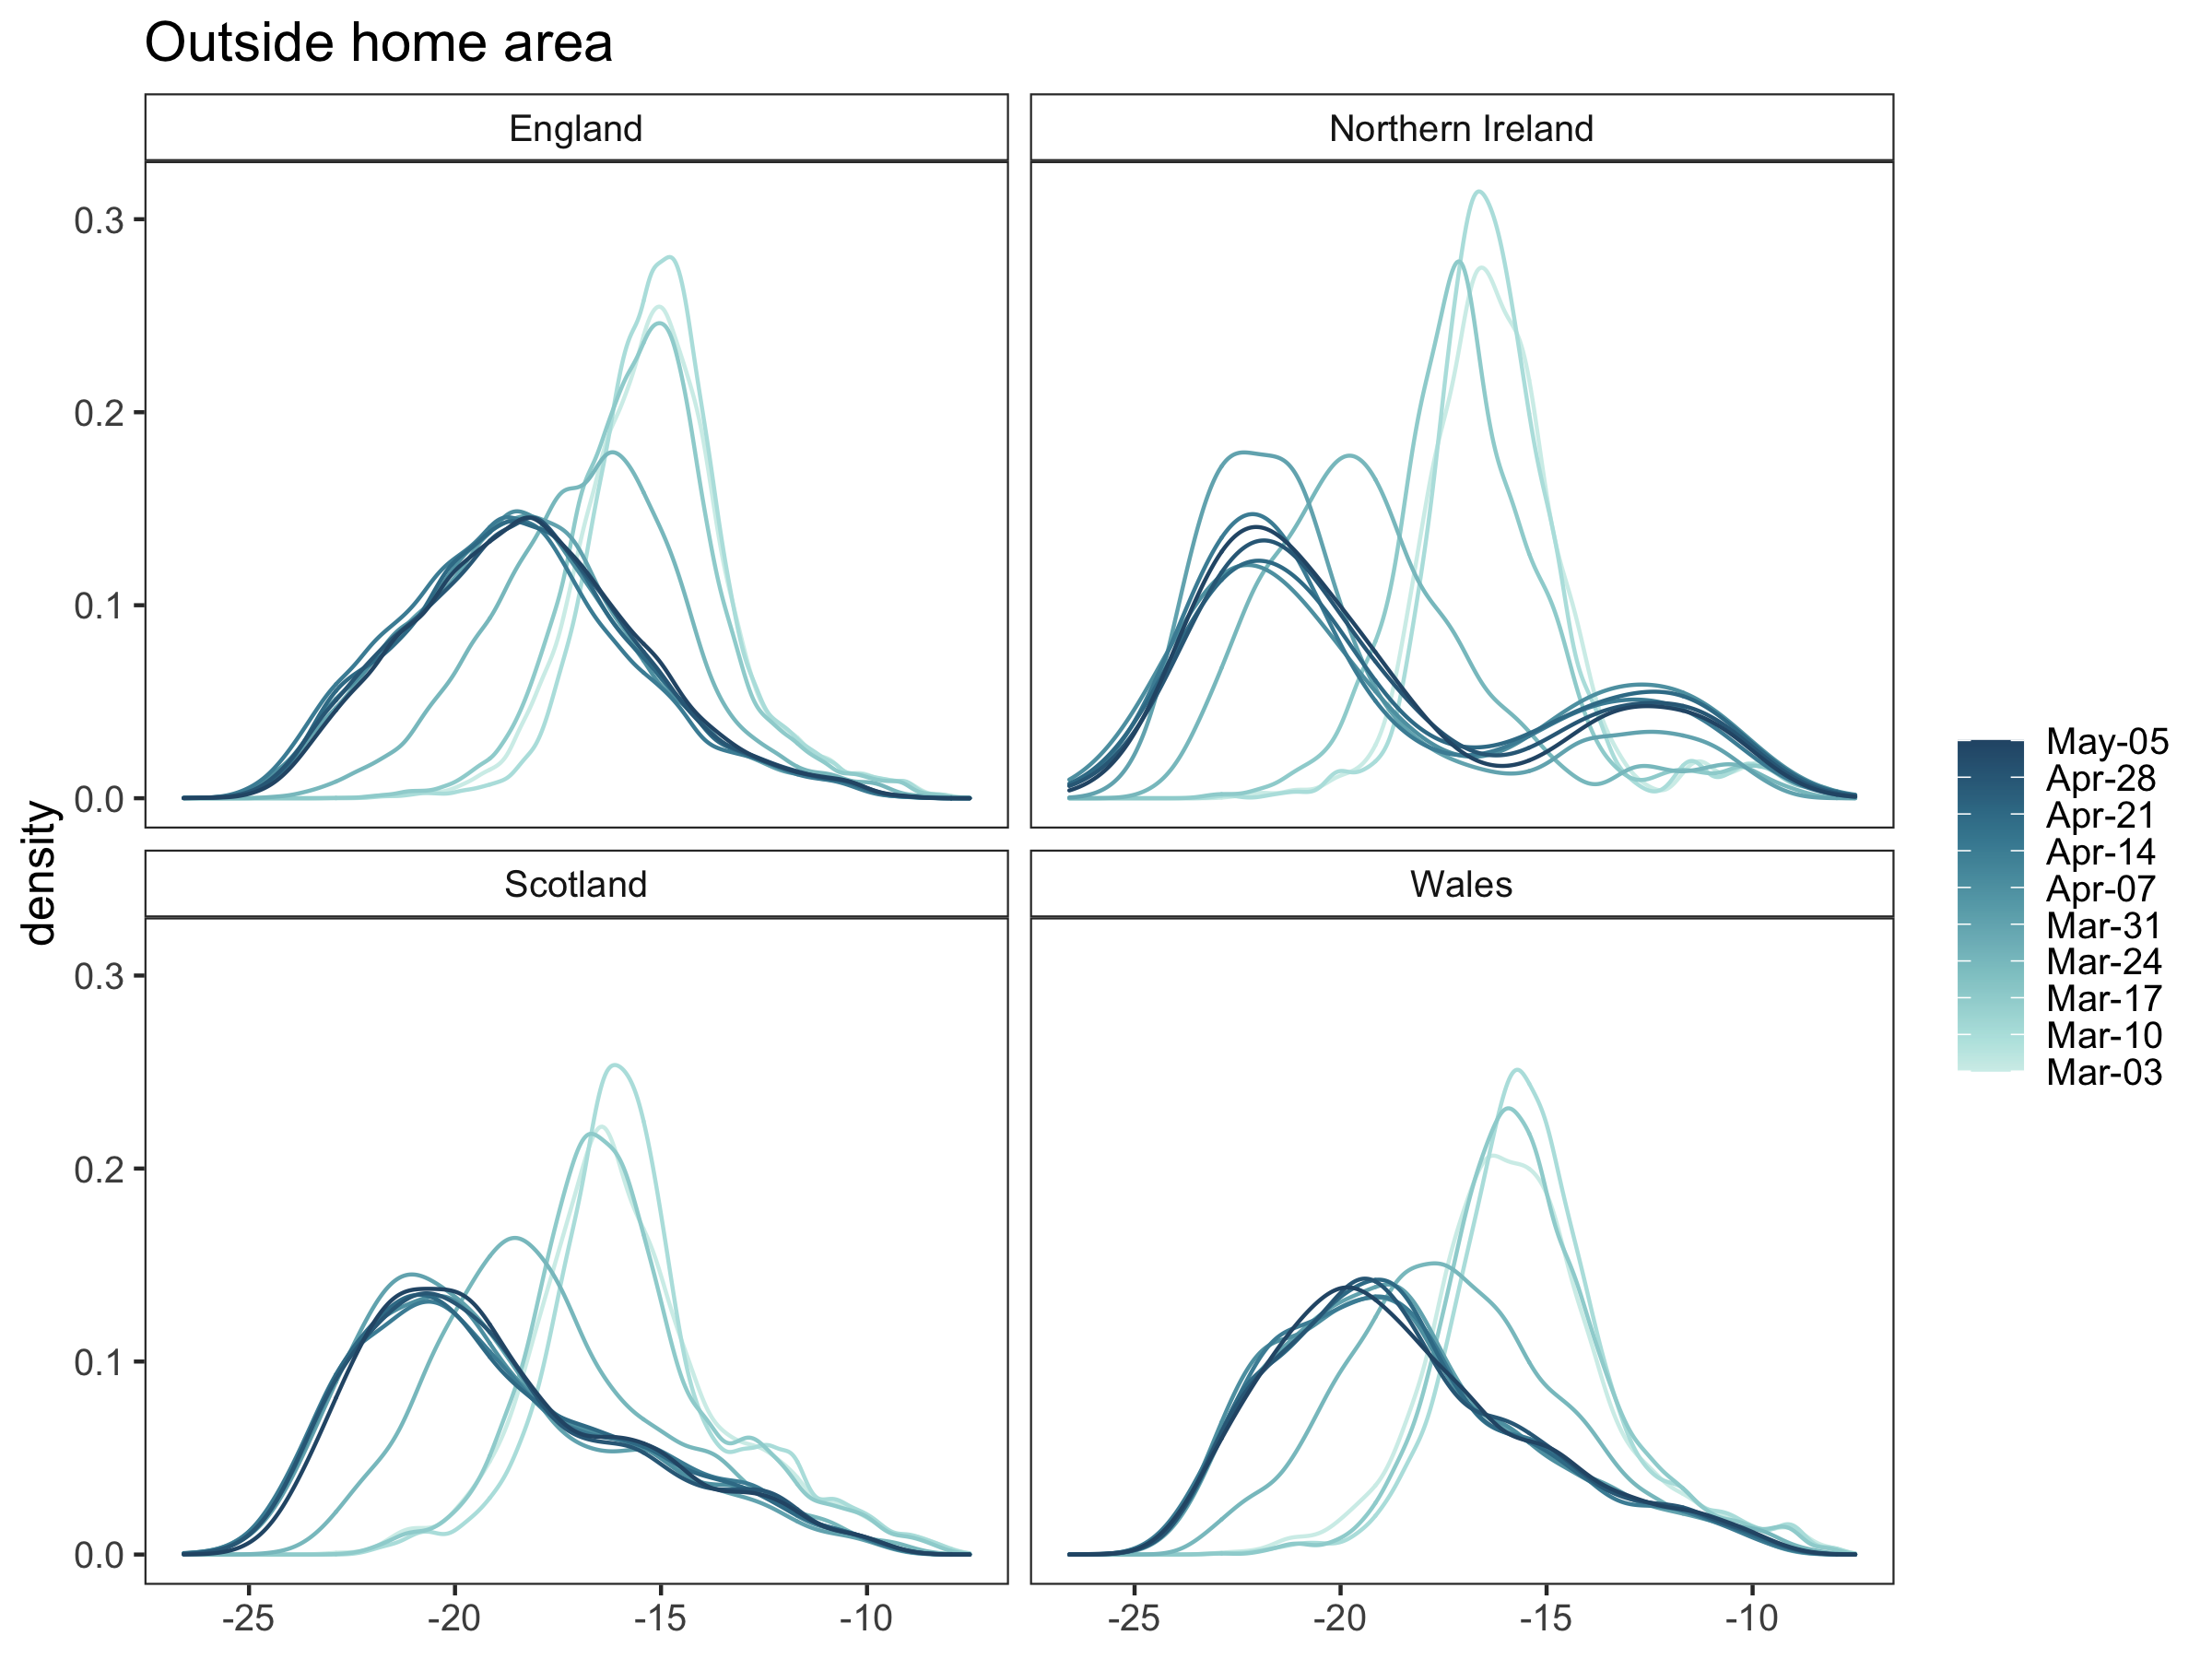 Outside home area
England
Northern Ireland
0.3
0.2
0.1
0.0
density
Scotland
Wales
0.3
0.2
0.1
0.0
-25 -20 -15 -10
-25 -20 -15 -10
May-05
Apr-28
Apr-21
Apr-14
Apr-07
Mar-31
Mar-24
Mar-17
Mar-10
Mar-03